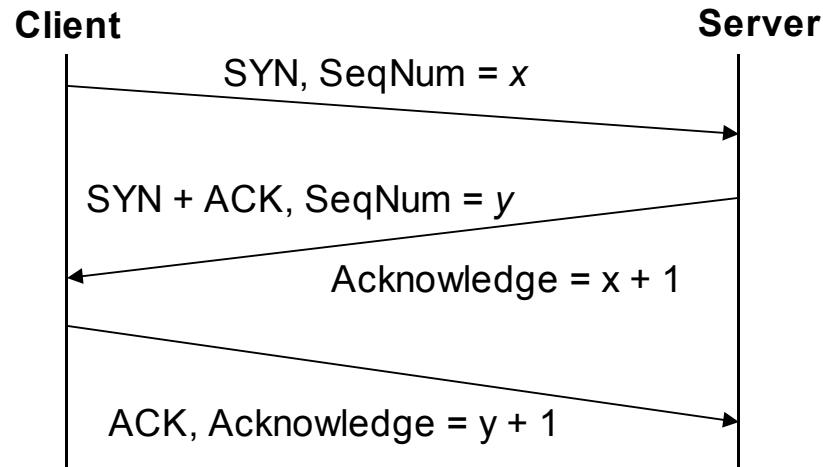 Client
Server
SYN, SeqNum = x
SYN + ACK, SeqNum = y
Acknowledge = x + 1
ACK, Acknowledge = y + 1